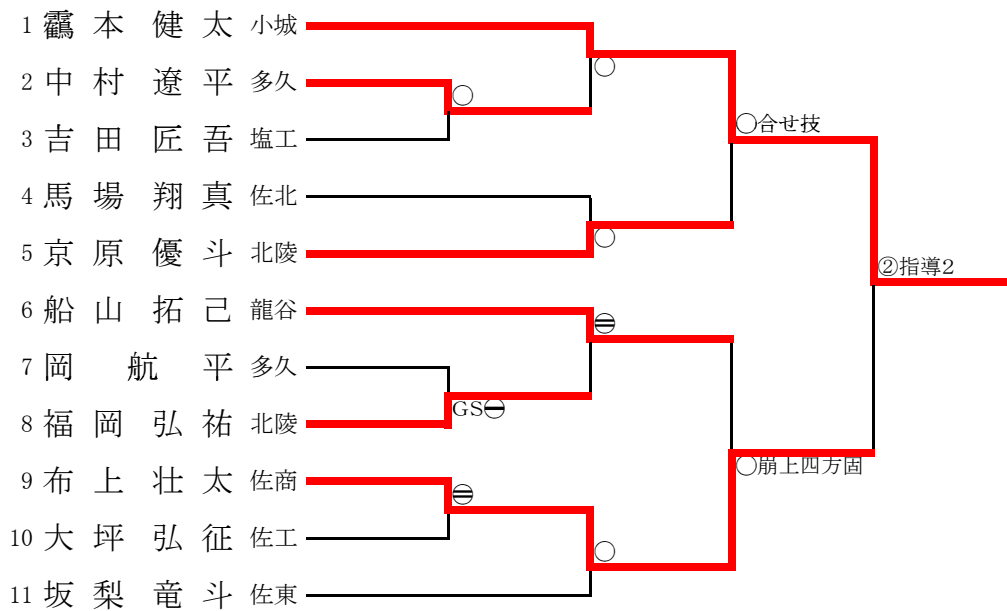 1 靍本健太 小城
2 中村遼平 多久
3 吉田匠吾 塩工
4 馬場翔真 佐北
5 京原優斗 北陵
6 船山拓己 龍谷
7 岡航平 多久
8 福岡弘祐 北陵
9 布上壮太 佐商
10 大坪弘征 佐工
11 坂梨竜斗 佐東
○
○
○合せ技
○
②指導2
㊁
GS㊀
○崩上四方固
㊁
○